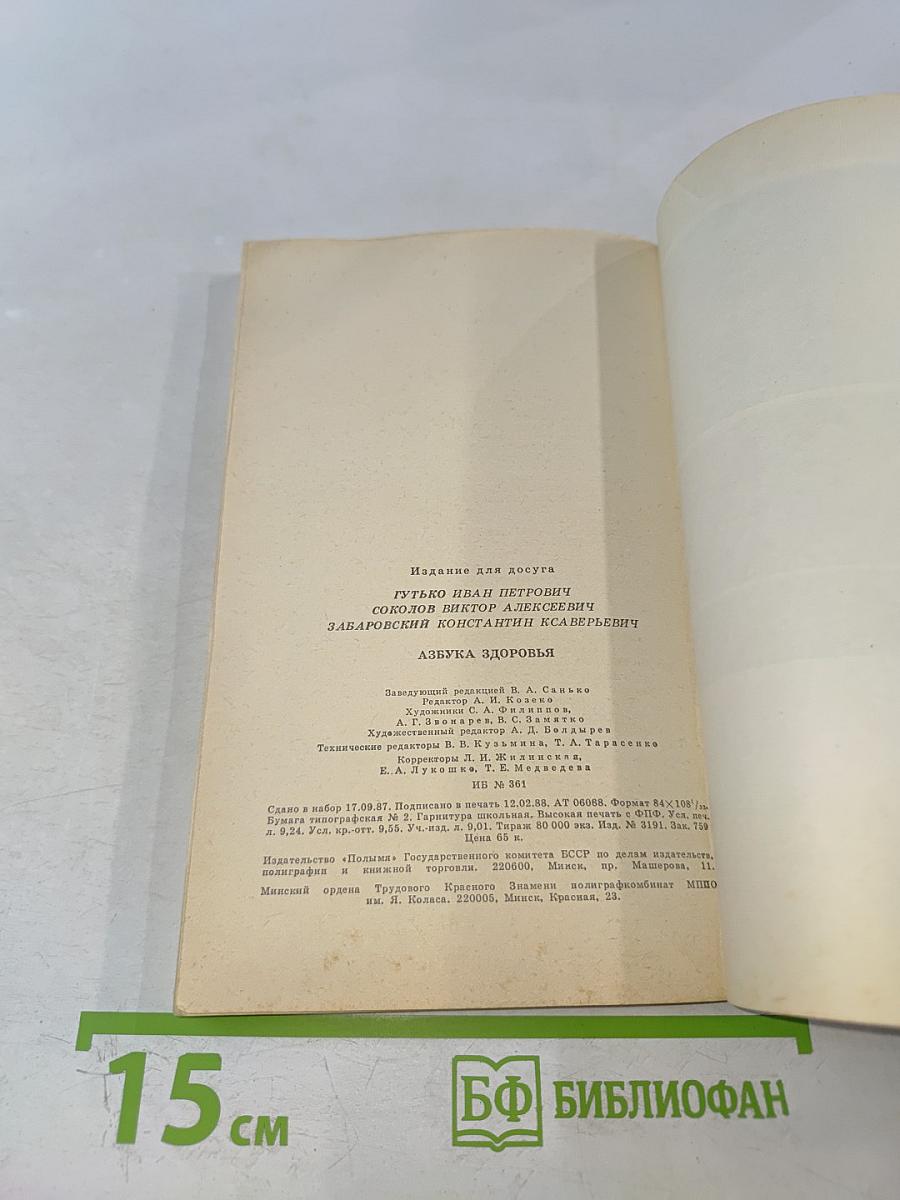 Издание для досуга
ГУТЬКО ИВАН ПЕТРОВИЧ
СОКОЛОВ ВИКТОР АЛЕКСЕЕВИЧ
ЗАБАРОВСКИЙ КОНСТАНТИН КСАВЕРЬЕВИЧ
АЗБУКА ЗДОРОВЬЯ
Заведующий редакцией В. А. Санько
Редактор А. И. Козеко
Художники С. А. Филиппов,
А. Г. Звонарев, В. С. Замятко
Художественный редактор А. Д. Болдырев
Технические редакторы В. В. Кузьмина, Т. А. Тарасенко
Корректоры Л. И. Жилинская,
Е. А. Лукошко, Т. Е. Медведева
ИБ № 361
Сдано в набор 17.09.87. Подписано в печать 12.02.88. АТ 06068. Формат 84×108¹/₃₂.
Бумага типографская № 2. Гарнитура школьная. Высокая печать с ФПФ. Усл. печ.
л. 9,24. Усл. кр.-отт. 9,55. Уч.-изд. л. 9,01. Тираж 80 000 экз. Изд. № 3191. Зак. 759
Цена 65 к.
Издательство «Полымя» Государственного комитета БССР по делам издательств,
полиграфии и книжной торговли. 220600, Минск, пр. Машерова, 11.
Минский ордена Трудового Красного Знамени полиграфкомбинат МППО
им. Я. Коласа. 220005, Минск, Красная, 23.
15 см
БФ БИБЛИОФАН